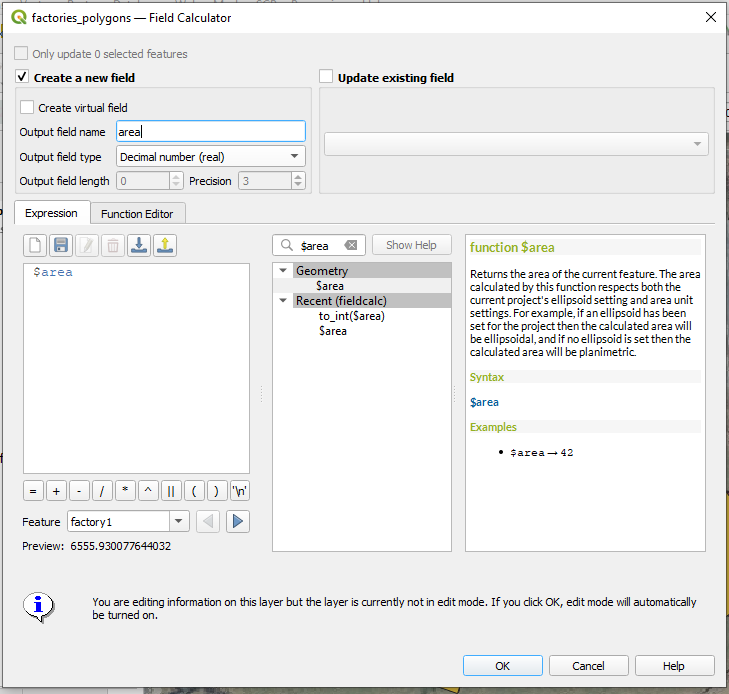 factories_polygons — Field Calculator
Only update 0 selected features
Create a new field
Update existing field
Create virtual field
Output field name
area
Output field type
Decimal number (real)
Output field length
0
Precision
3
Expression
Function Editor
$area
$area
Show Help
Geometry
$area
Recent (fieldcalc)
to_int($area)
$area
function $area
Returns the area of the current feature. The area
calculated by this function respects both the
current project's ellipsoid setting and area unit
settings. For example, if an ellipsoid has been
set for the project then the calculated area will
be ellipsoidal, and if no ellipsoid is set then the
calculated area will be planimetric.
Syntax
$area
Examples
• $area → 42
= + - / * ^ || ( ) '\n'
Feature
factory1
Preview: 6555.930077644032
You are editing information on this layer but the layer is currently not in edit mode. If you click OK, edit mode will automatically
be turned on.
OK
Cancel
Help